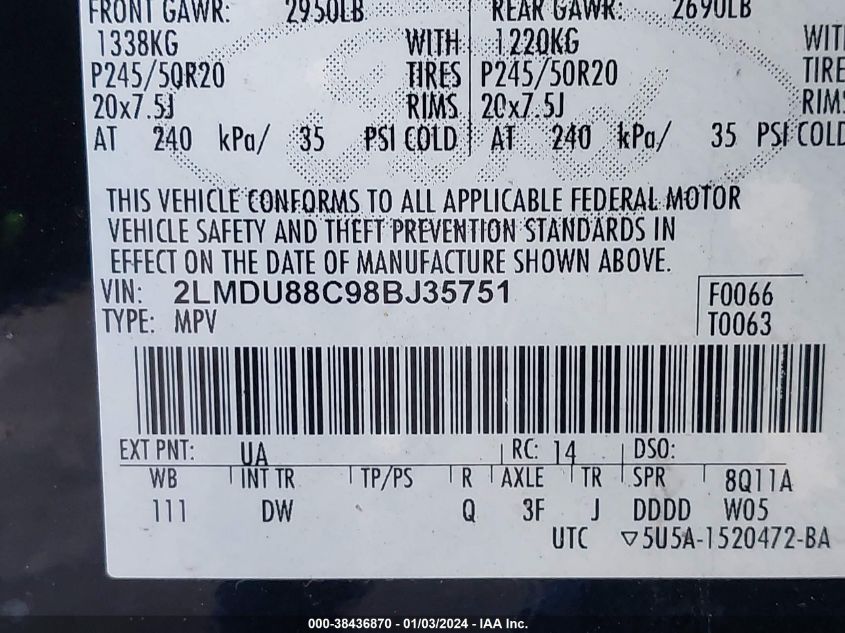 FRONT GAWR: 2950LB REAR GAWR: 2690LB
1338KG WITH 1220KG WITH
P245/50R20 TIRES P245/50R20 TIRE
20x7.5J RIMS 20x7.5J RIMS
AT 240 kPa/ 35 PSI COLD AT 240 kPa/ 35 PSI COLD
THIS VEHICLE CONFORMS TO ALL APPLICABLE FEDERAL MOTOR
VEHICLE SAFETY AND THEFT PREVENTION STANDARDS IN
EFFECT ON THE DATE OF MANUFACTURE SHOWN ABOVE.
VIN: 2LMDU88C98BJ35751 F0066
TYPE: MPV T0063
EXT PNT: UA RC: 14 DSO:
WB INT TR TP/PS R AXLE TR SPR 8Q11A
111 DW Q 3F J DDDD W05
UTC ▽5U5A-1520472-BA
000-38436870 - 01/03/2024 - IAA Inc.